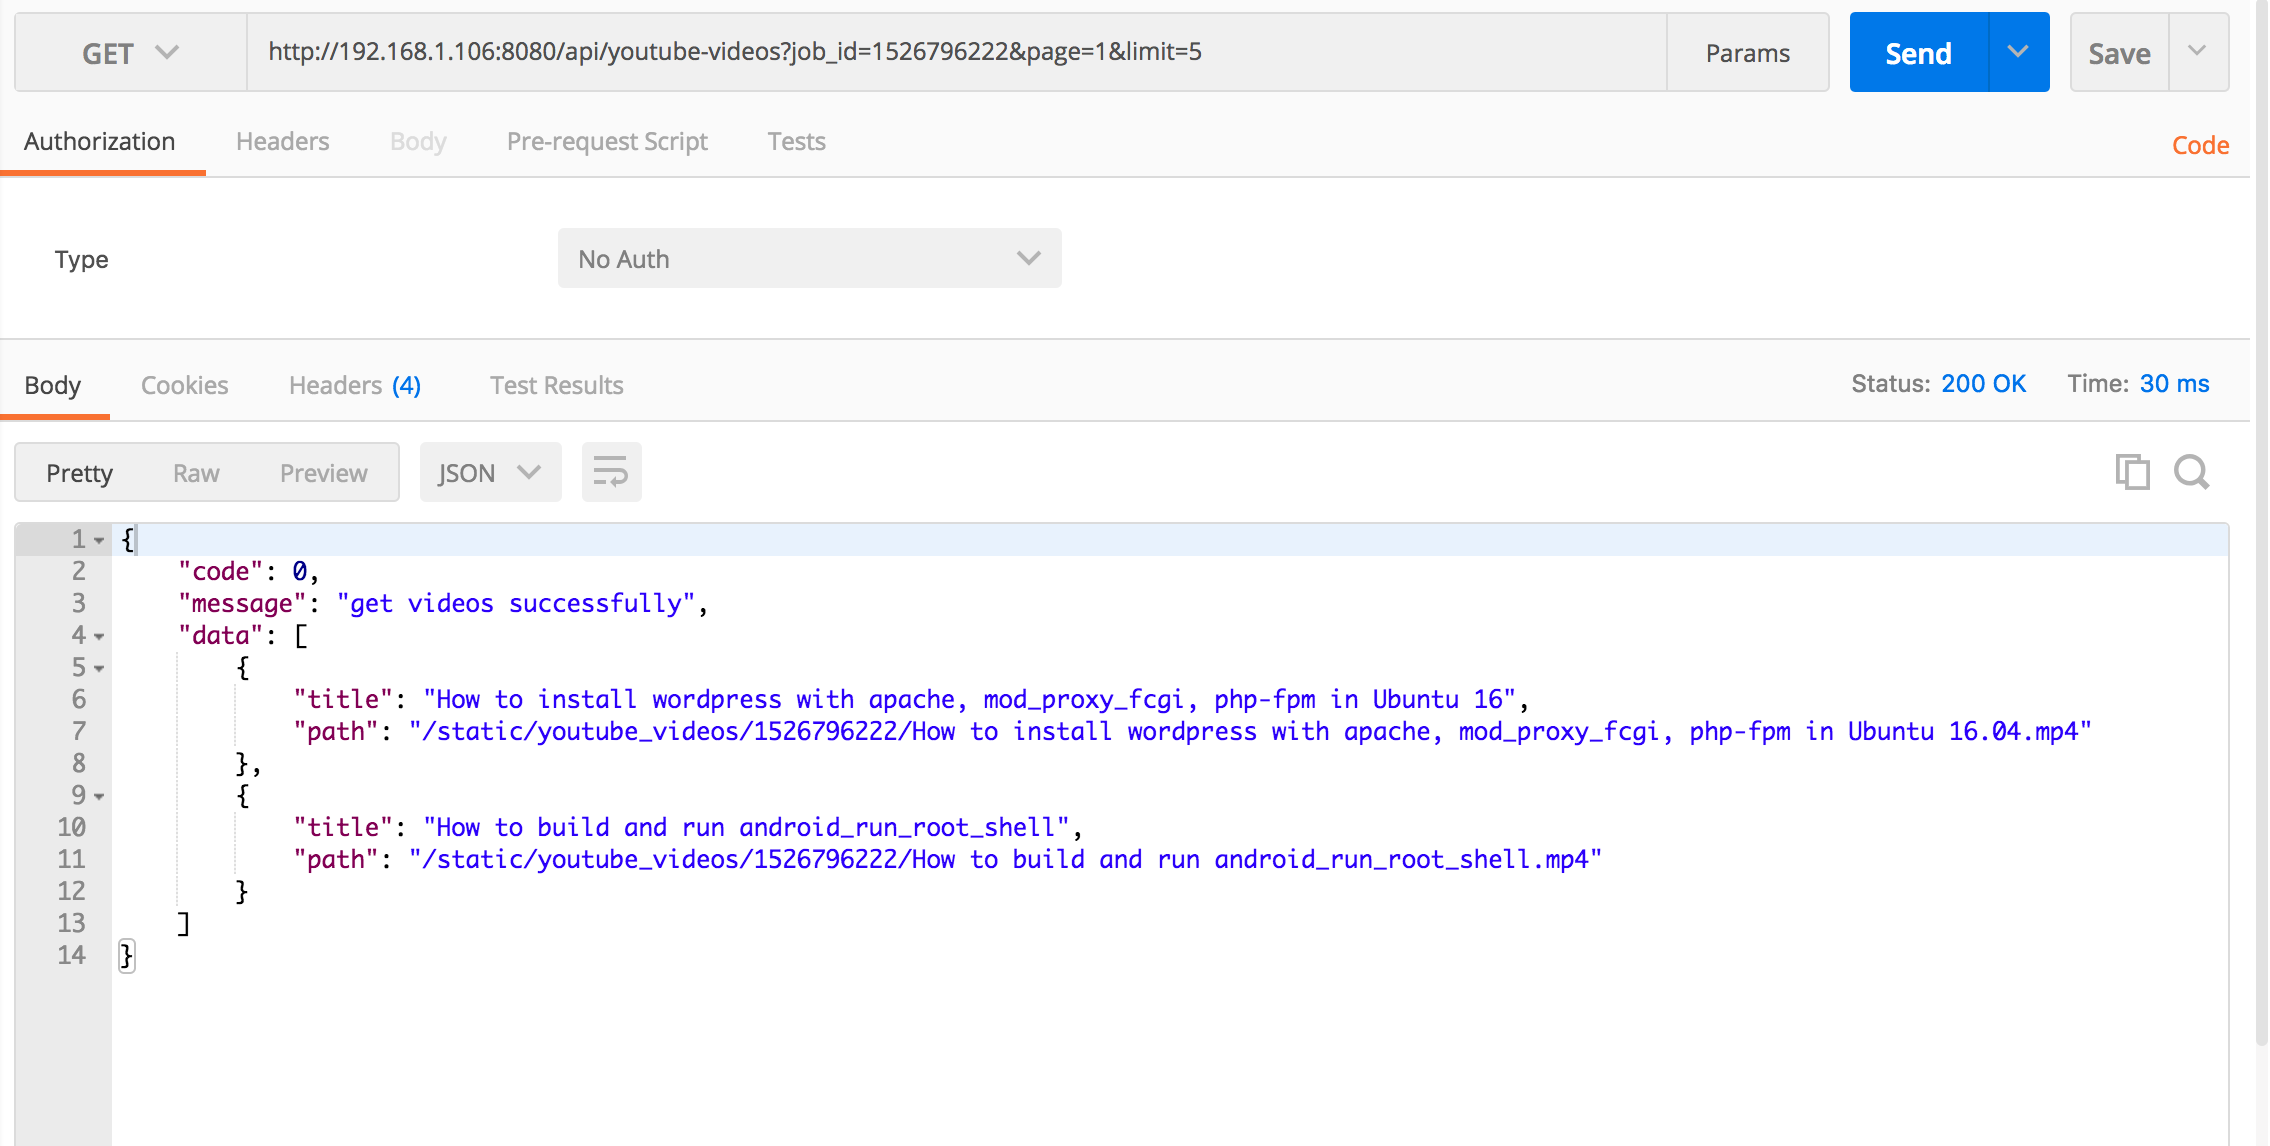 GET http://192.168.1.106:8080/api/youtube-videos?job_id=1526796222&page=1&limit=5 Params Send Save
Authorization Headers Body Pre-request Script Tests Code
Type No Auth
Body Cookies Headers (4) Test Results Status: 200 OK Time: 30 ms
Pretty Raw Preview JSON
1 {
2 "code": 0,
3 "message": "get videos successfully",
4 "data": [
5 {
6 "title": "How to install wordpress with apache, mod_proxy_fcgi, php-fpm in Ubuntu 16",
7 "path": "/static/youtube_videos/1526796222/How to install wordpress with apache, mod_proxy_fcgi, php-fpm in Ubuntu 16.04.mp4"
8 },
9 {
10 "title": "How to build and run android_run_root_shell",
11 "path": "/static/youtube_videos/1526796222/How to build and run android_run_root_shell.mp4"
12 }
13 ]
14 }